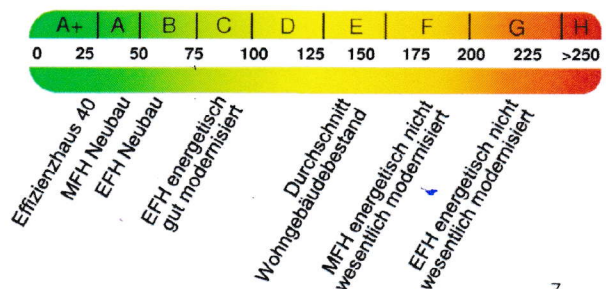 A+ A B C D E F G H
0 25 50 75 100 125 150 175 200 225 >250
Effizienzhaus 40
MFH Neubau
EFH Neubau
EFH energetisch
gut modernisiert
Durchschnitt
Wohngebäudebestand
MFH energetisch nicht
wesentlich modernisiert
EFH energetisch nicht
wesentlich modernisiert